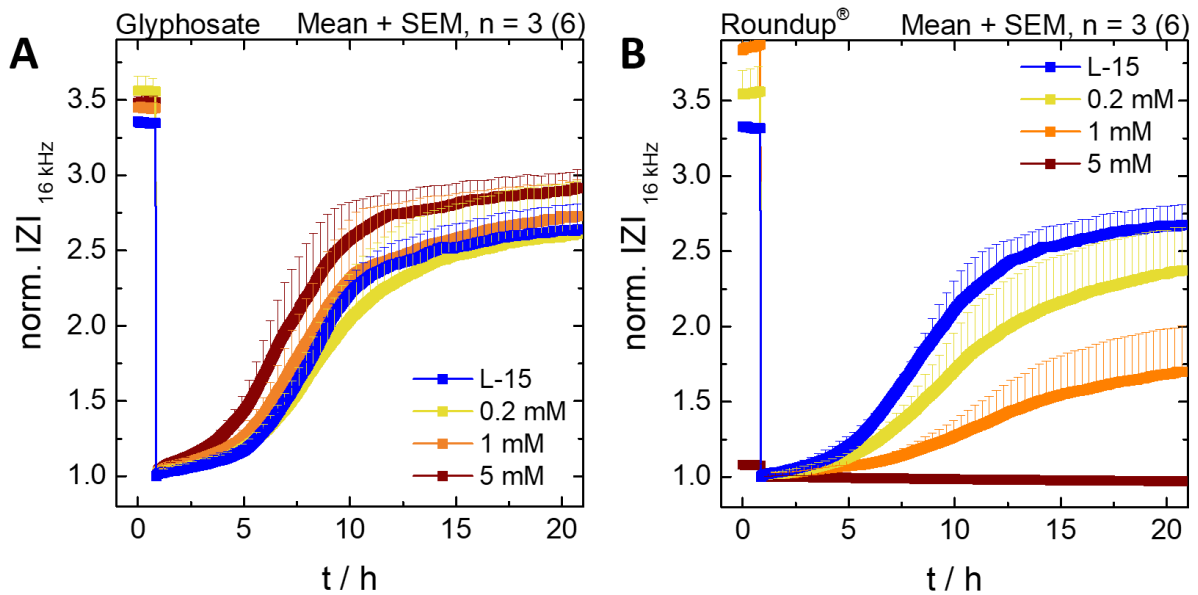 A
Glyphosate Mean + SEM, n = 3 (6)
norm. |Z| 16 kHz
3.5
3.0
2.5
2.0
1.5
1.0
L-15
0.2 mM
1 mM
5 mM
0 5 10 15 20
t / h
B
Roundup® Mean + SEM, n = 3 (6)
norm. |Z| 16 kHz
3.5
3.0
2.5
2.0
1.5
1.0
L-15
0.2 mM
1 mM
5 mM
0 5 10 15 20
t / h